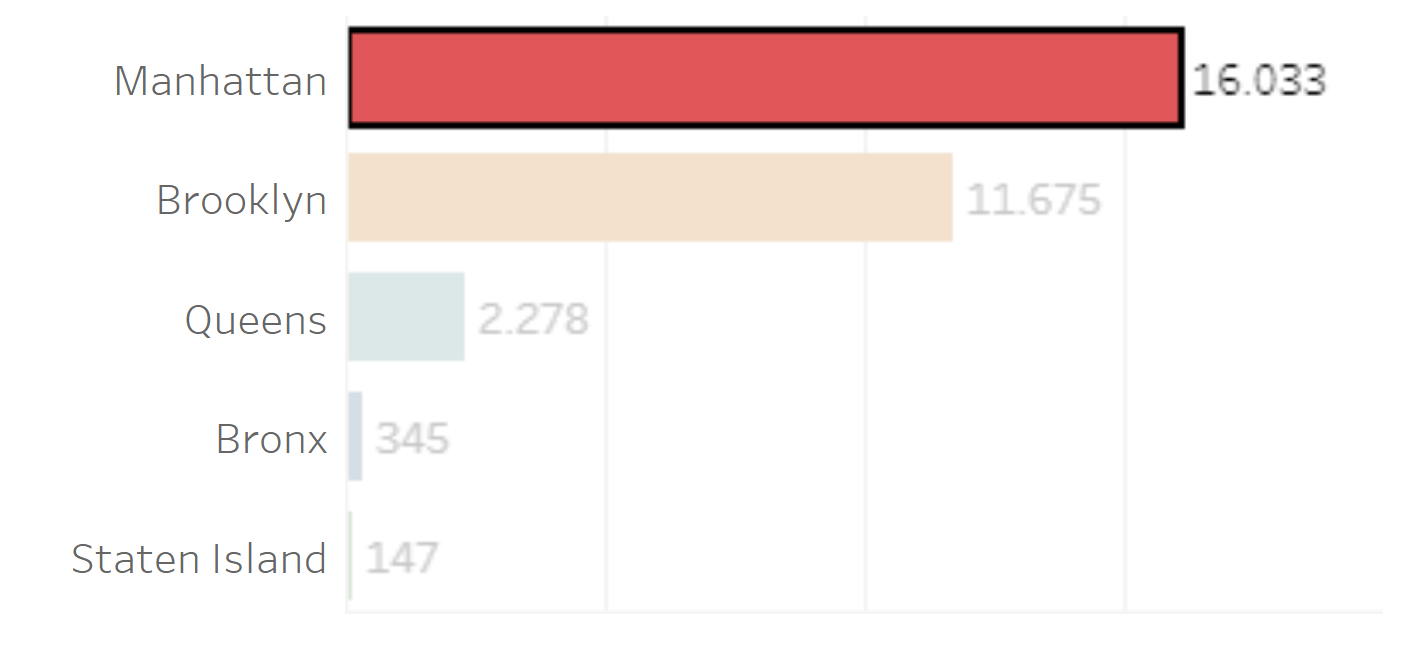 Manhattan 16.033
Brooklyn 11.675
Queens 2.278
Bronx 345
Staten Island 147